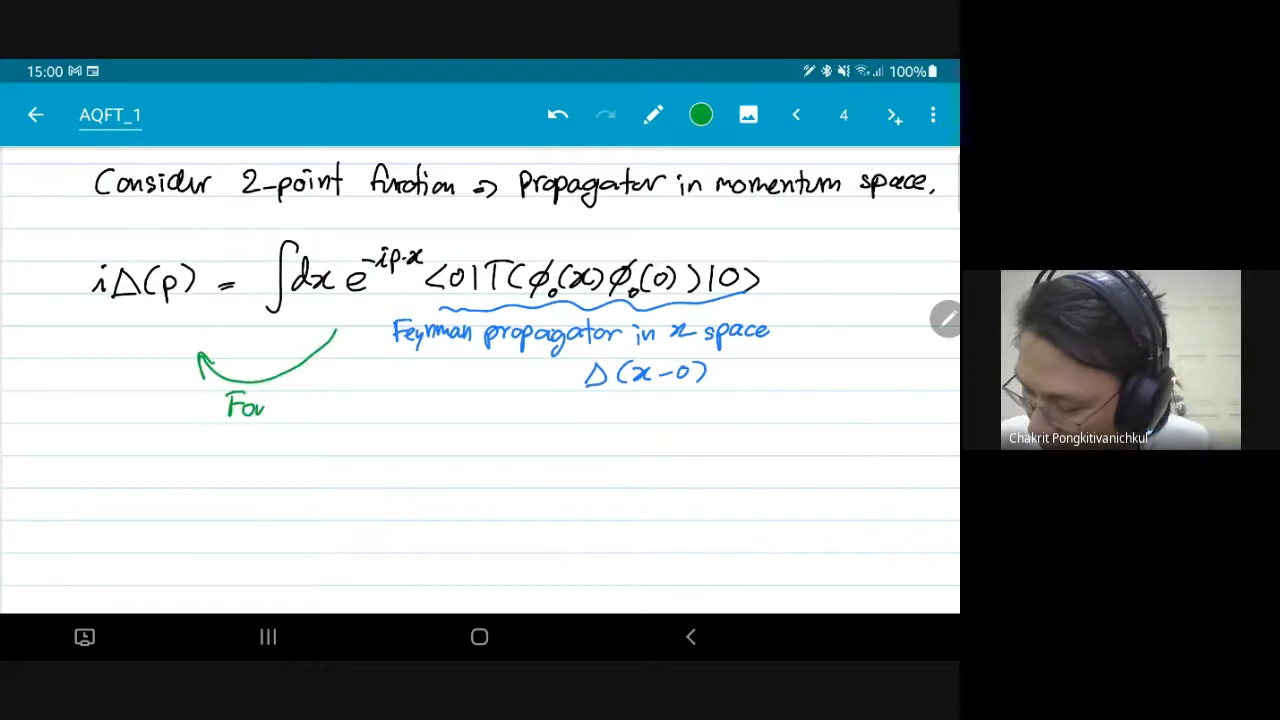 15:00 100%
AQFT_1 4
Consider 2-point function ⇒ propagator in momentum space.
iΔ(p) = ∫dx e^{-ip·x} <0|T(ϕ₀(x)ϕ₀(0))|0>
Feynman propagator in x space
Δ(x-0)
Fou
Chakrit Pongkitivanichkul